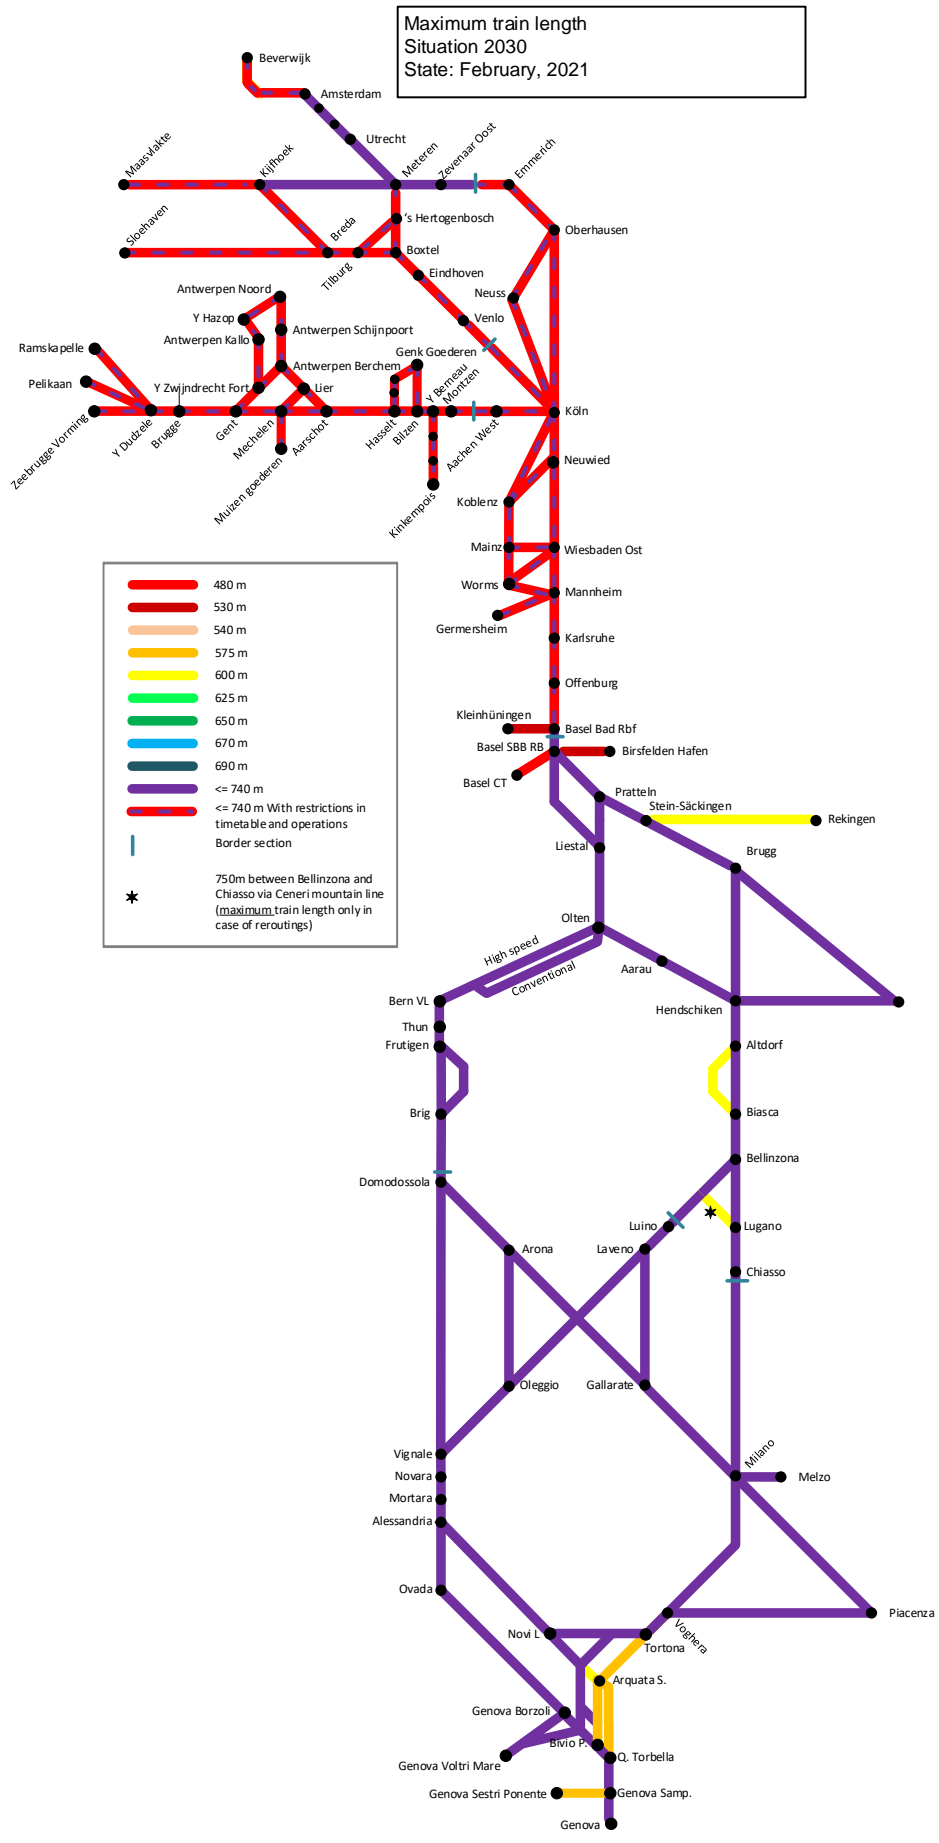 Maximum train length
Situation 2030
State: February, 2021
Beverwijk
Amsterdam
Utrecht
Maasvlakte
Kijfhoek
Meteren
Zevenaar Oost
Emmerich
Sloehaven
Breda
's Hertogenbosch
Oberhausen
Tilburg
Boxtel
Eindhoven
Antwerpen Noord
Neuss
Y Hazop
Venlo
Antwerpen Schijnpoort
Antwerpen Kallo
Ramskapelle
Genk Goederen
Antwerpen Berchem
Pelikaan
Y Zwijndrecht Fort
Lier
Y Berneau
Montzen
Köln
Zeebrugge Vorming
Y Dudzele
Brugge
Gent
Mechelen
Aarschot
Hasselt
Bilzen
Aachen West
Muizen goederen
Kinkempois
Neuwied
Koblenz
Mainz
Wiesbaden Ost
Worms
Mannheim
Germersheim
Karlsruhe
Offenburg
480 m
530 m
540 m
575 m
600 m
625 m
650 m
670 m
690 m
<= 740 m
<= 740 m With restrictions in
timetable and operations
Border section
750m between Bellinzona and
Chiasso via Ceneri mountain line
(maximum train length only in
case of reroutings)
Kleinhüningen
Basel Bad Rbf
Basel SBB RB
Birsfelden Hafen
Basel CT
Pratteln
Stein-Säckingen
Rekingen
Liestal
Brugg
Olten
High speed
Conventional
Aarau
Bern VL
Hendschiken
Thun
Frutigen
Altdorf
Brig
Biasca
Bellinzona
Domodossola
Luino
Lugano
Arona
Laveno
Chiasso
Oleggio
Gallarate
Vignale
Milano
Novara
Melzo
Mortara
Alessandria
Ovada
Piacenza
Voghera
Novi L
Tortona
Arquata S.
Genova Borzoli
Bivio P.
Q. Torbella
Genova Voltri Mare
Genova Sestri Ponente
Genova Samp.
Genova